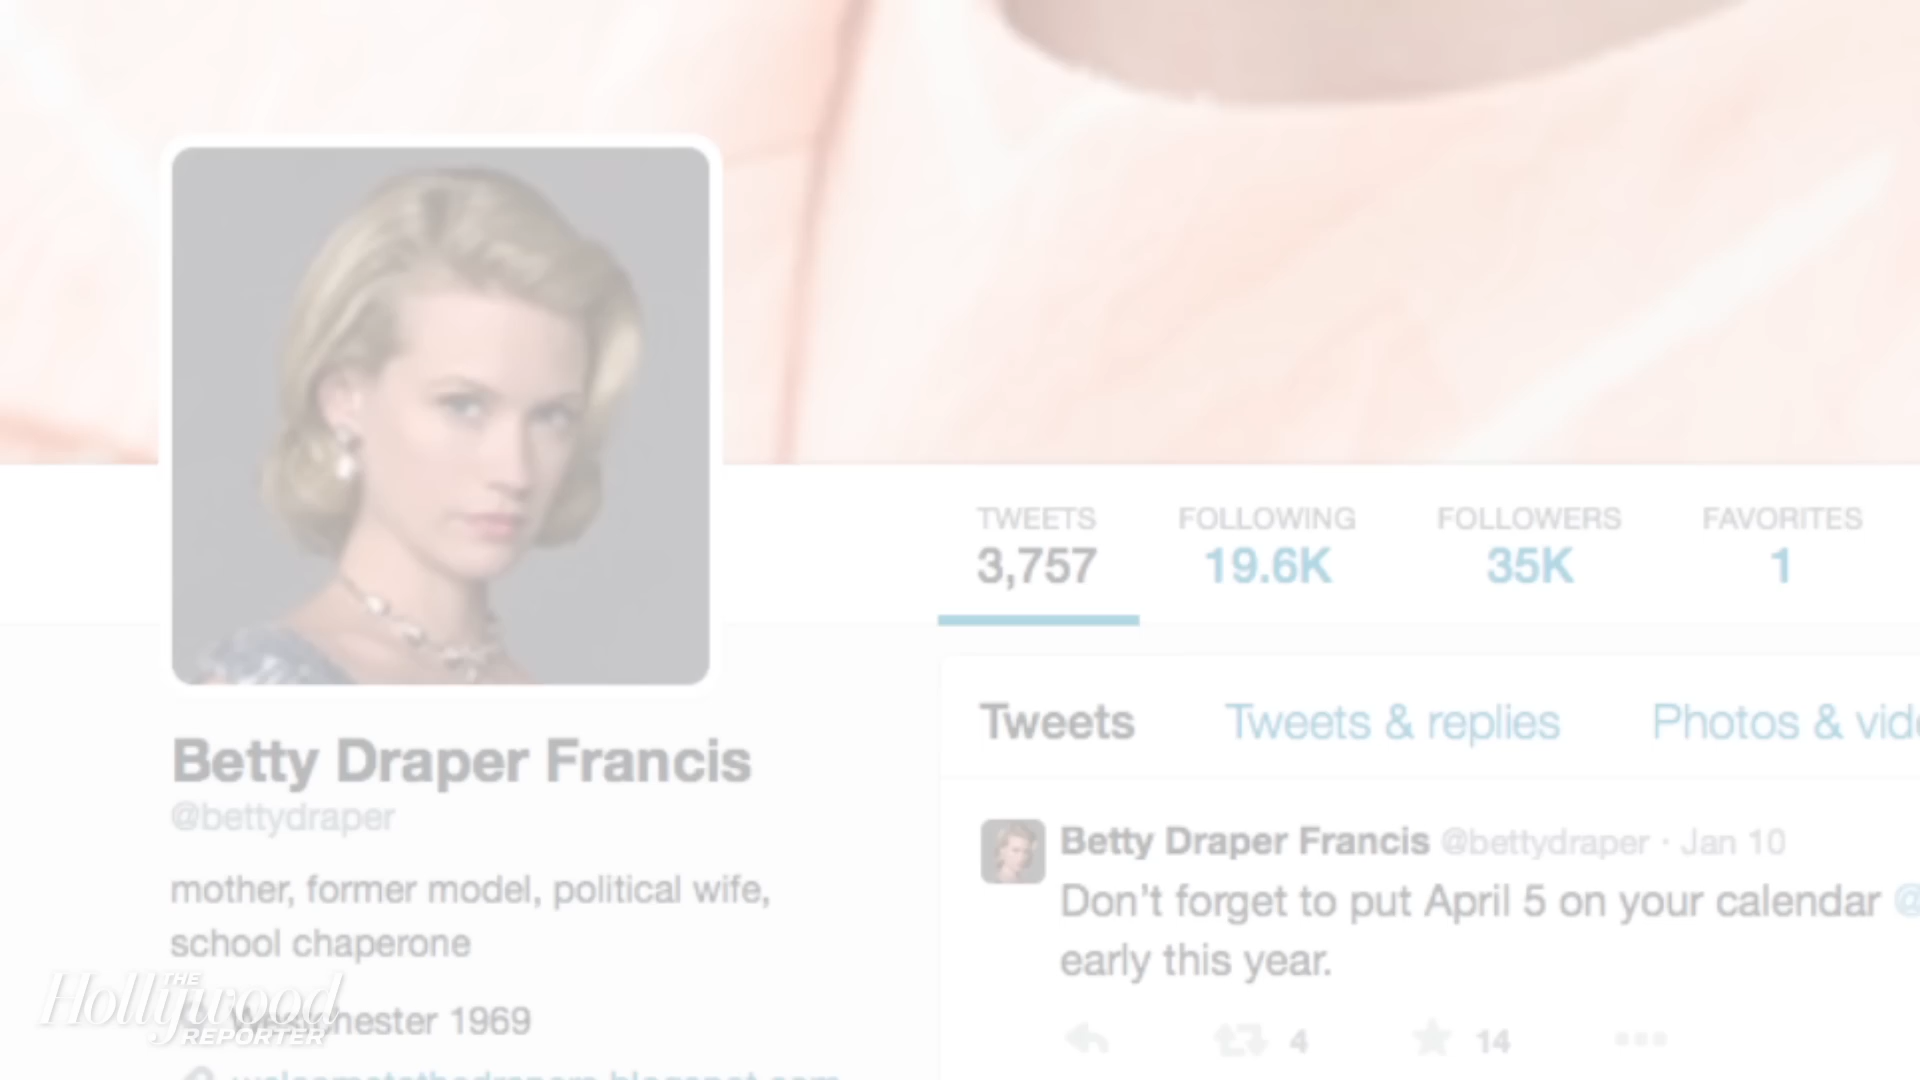 TWEETS FOLLOWING FOLLOWERS FAVORITES
3,757 19.6K 35K 1
Tweets Tweets & replies Photos &
Betty Draper Francis
@bettydraper
mother, former model, political wife,
school chaperone
1969
Betty Draper Francis @bettydraper · Jan 10
Don't forget to put April 5 on your calendar @
early this year.
4 14
THE
Hollywood
REPORTER